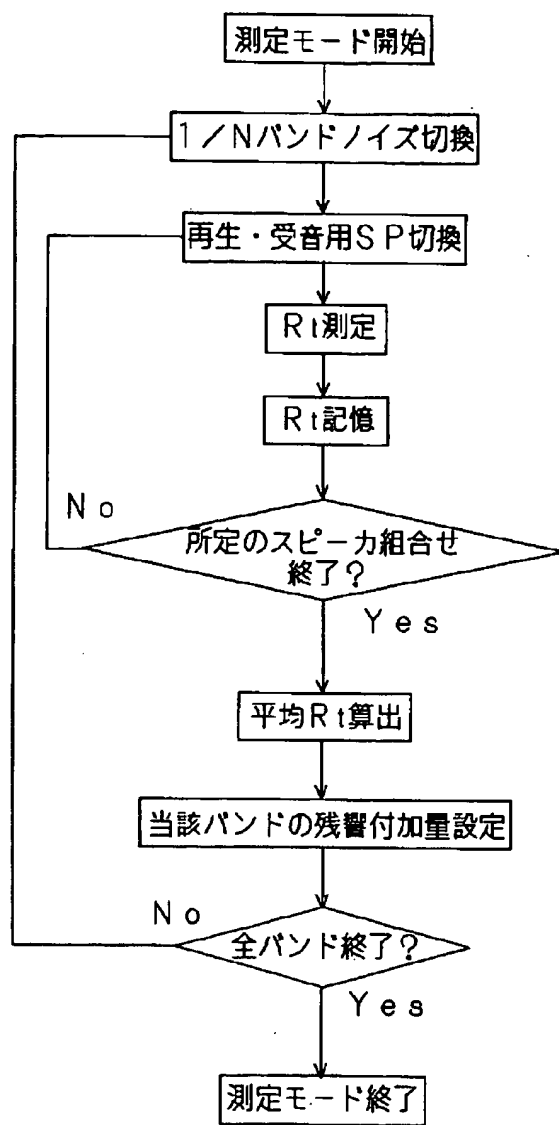 測定モード開始
1/Nバンドノイズ切換
再生・受音用SP切換
Rt測定
Rt記憶
No
所定のスピーカ組合せ
終了?
Yes
平均Rt算出
当該バンドの残響付加量設定
No
全バンド終了?
Yes
測定モード終了